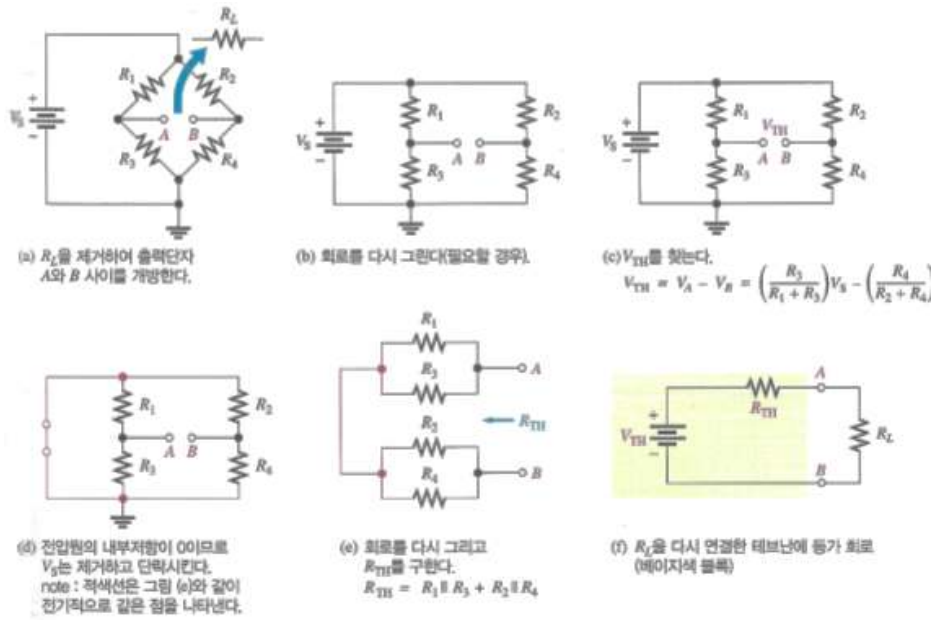 R_L
R_1
R_2
+
V_S
−
A B
R_3
R_4
(a) R_L을 제거하여 출력단자
A와 B 사이를 개방한다.
R_1
R_2
+
V_S
−
A B
R_3
R_4
(b) 회로를 다시 그린다(필요할 경우).
R_1
R_2
+
V_S
−
V_TH
A B
R_3
R_4
(c) V_TH를 찾는다.
V_TH = V_A − V_B = (R_3 / (R_1 + R_3))V_S − (R_4 / (R_2 + R_4))
R_1
R_2
A B
R_3
R_4
(d) 전압원의 내부저항이 0이므로
V_S는 제거하고 단락시킨다.
note : 적색선은 그림 (e)와 같이
전기적으로 같은 점을 나타낸다.
R_1
A
R_3
R_TH
R_2
B
R_4
(e) 회로를 다시 그리고
R_TH를 구한다.
R_TH = R_1 ∥ R_3 + R_2 ∥ R_4
A
R_TH
+
V_TH
−
R_L
B
(f) R_L을 다시 연결한 테브난에 등가 회로
(베이지색 블록)